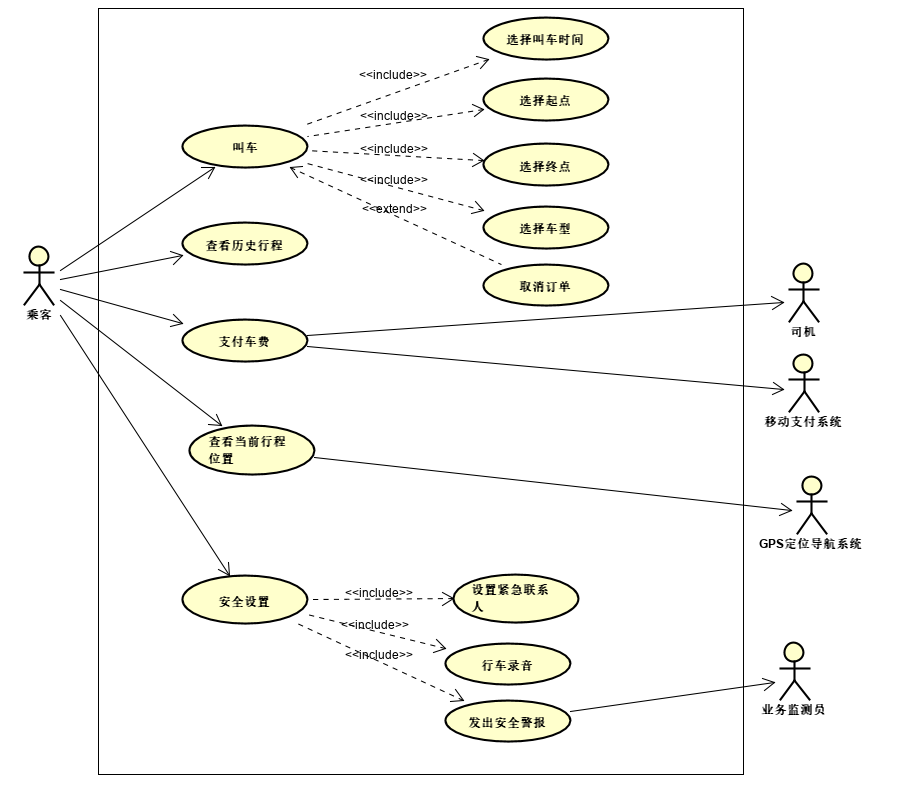 选择叫车时间
<<include>>
选择起点
<<include>>
叫车
<<include>>
选择终点
<<include>>
<<extend>>
选择车型
查看历史行程
取消订单
乘客
支付车费
司机
移动支付系统
查看当前行程
位置
GPS定位导航系统
安全设置
<<include>>
设置紧急联系
人
<<include>>
<<include>>
行车录音
发出安全警报
业务监测员